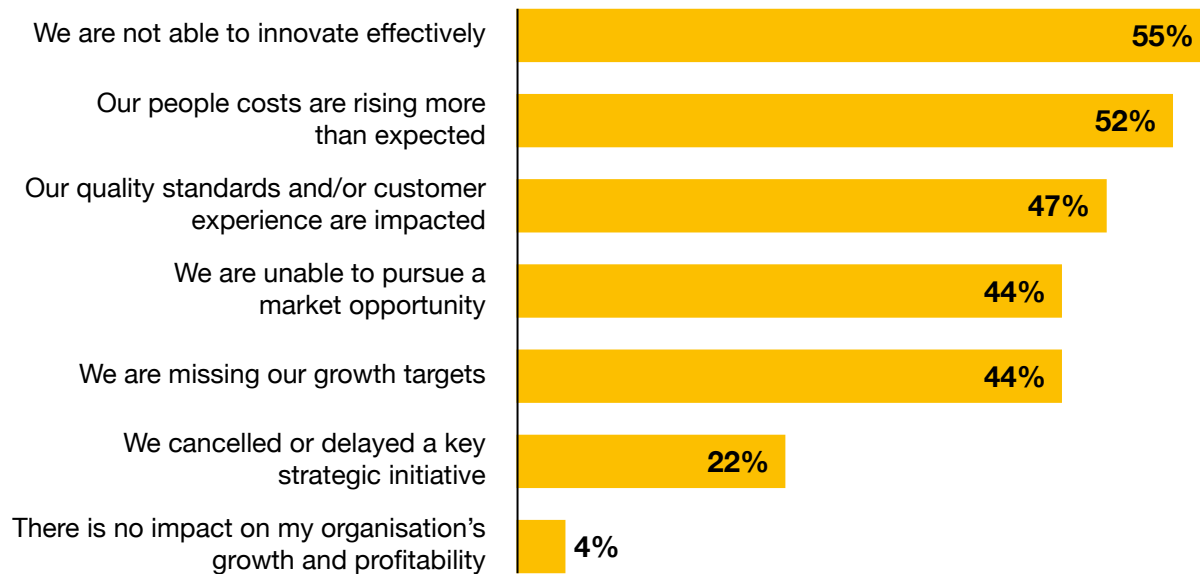 We are not able to innovate effectively
55%
Our people costs are rising more
than expected
52%
Our quality standards and/or customer
experience are impacted
47%
We are unable to pursue a
market opportunity
44%
We are missing our growth targets
44%
We cancelled or delayed a key
strategic initiative
22%
There is no impact on my organisation’s
growth and profitability
4%